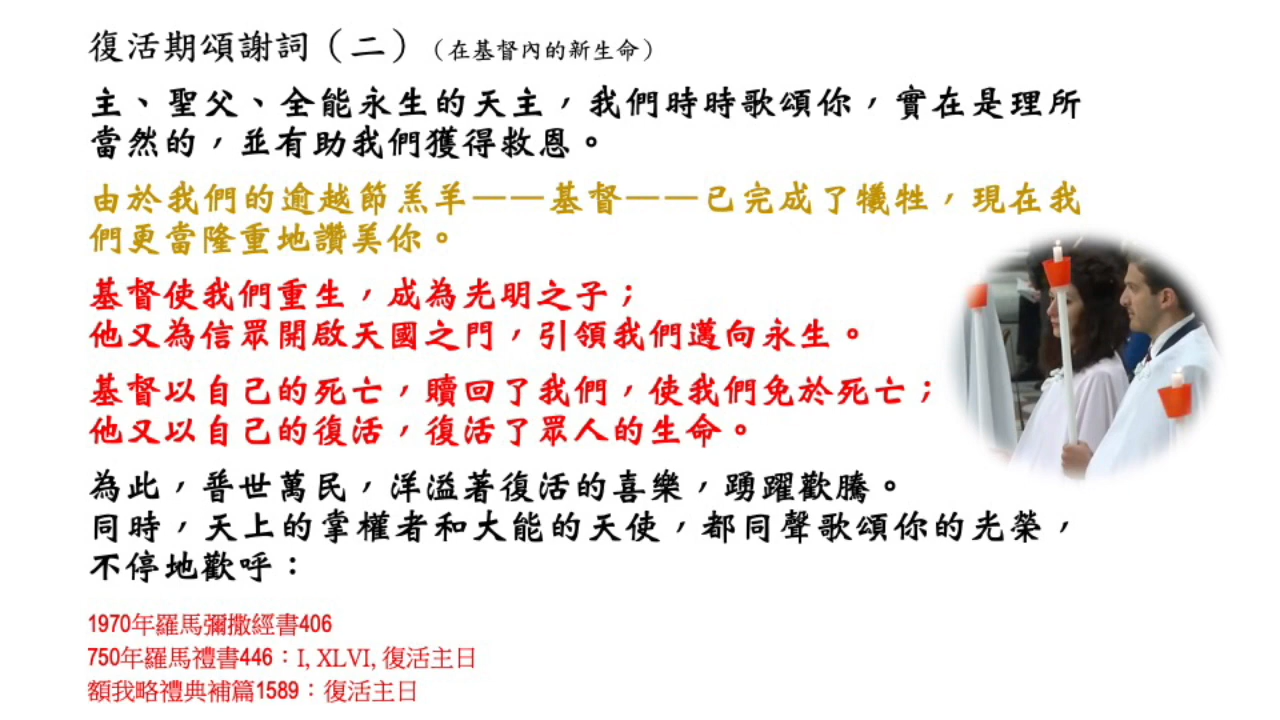 復活期頌謝詞（二）（在基督內的新生命）
主、聖父、全能永生的天主，我們時時歌頌你，實在是理所
當然的，並有助我們獲得救恩。
由於我們的逾越節羔羊——基督——已完成了犧牲，現在我
們更當隆重地讚美你。
基督使我們重生，成為光明之子；
他又為信眾開啟天國之門，引領我們邁向永生。
基督以自己的死亡，贖回了我們，使我們免於死亡；
他又以自己的復活，復活了眾人的生命。
為此，普世萬民，洋溢著復活的喜樂，踴躍歡騰。
同時，天上的掌權者和大能的天使，都同聲歌頌你的光榮，
不停地歡呼：
1970年羅馬彌撒經書406
750年羅馬禮書446：I, XLVI, 復活主日
額我略禮典補篇1589：復活主日